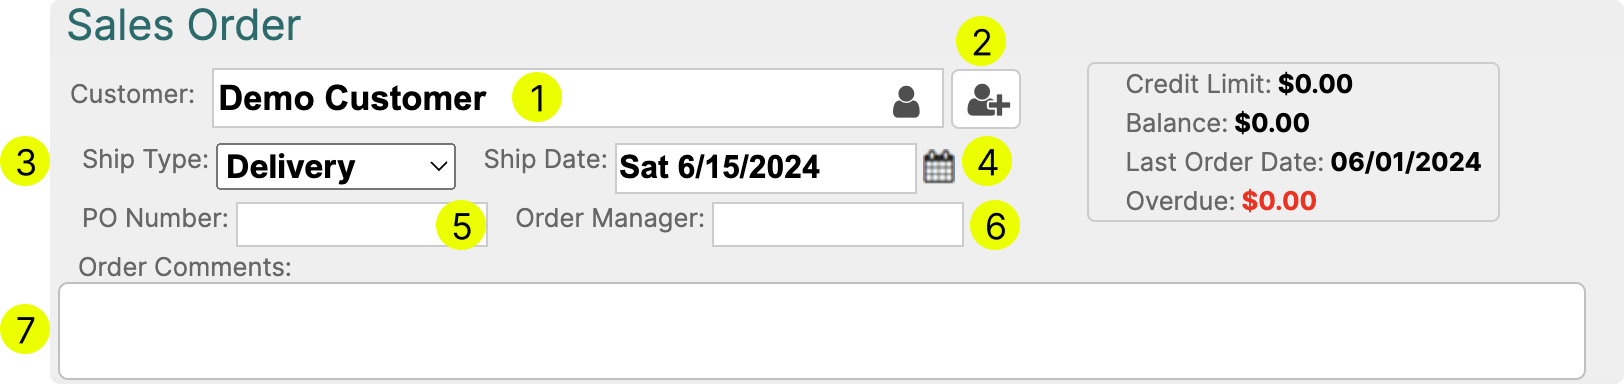 Sales Order
2
Customer: Demo Customer 1
Credit Limit: $0.00
Balance: $0.00
Last Order Date: 06/01/2024
Overdue: $0.00
3 Ship Type: Delivery Ship Date: Sat 6/15/2024 4
PO Number: 5 Order Manager: 6
Order Comments:
7